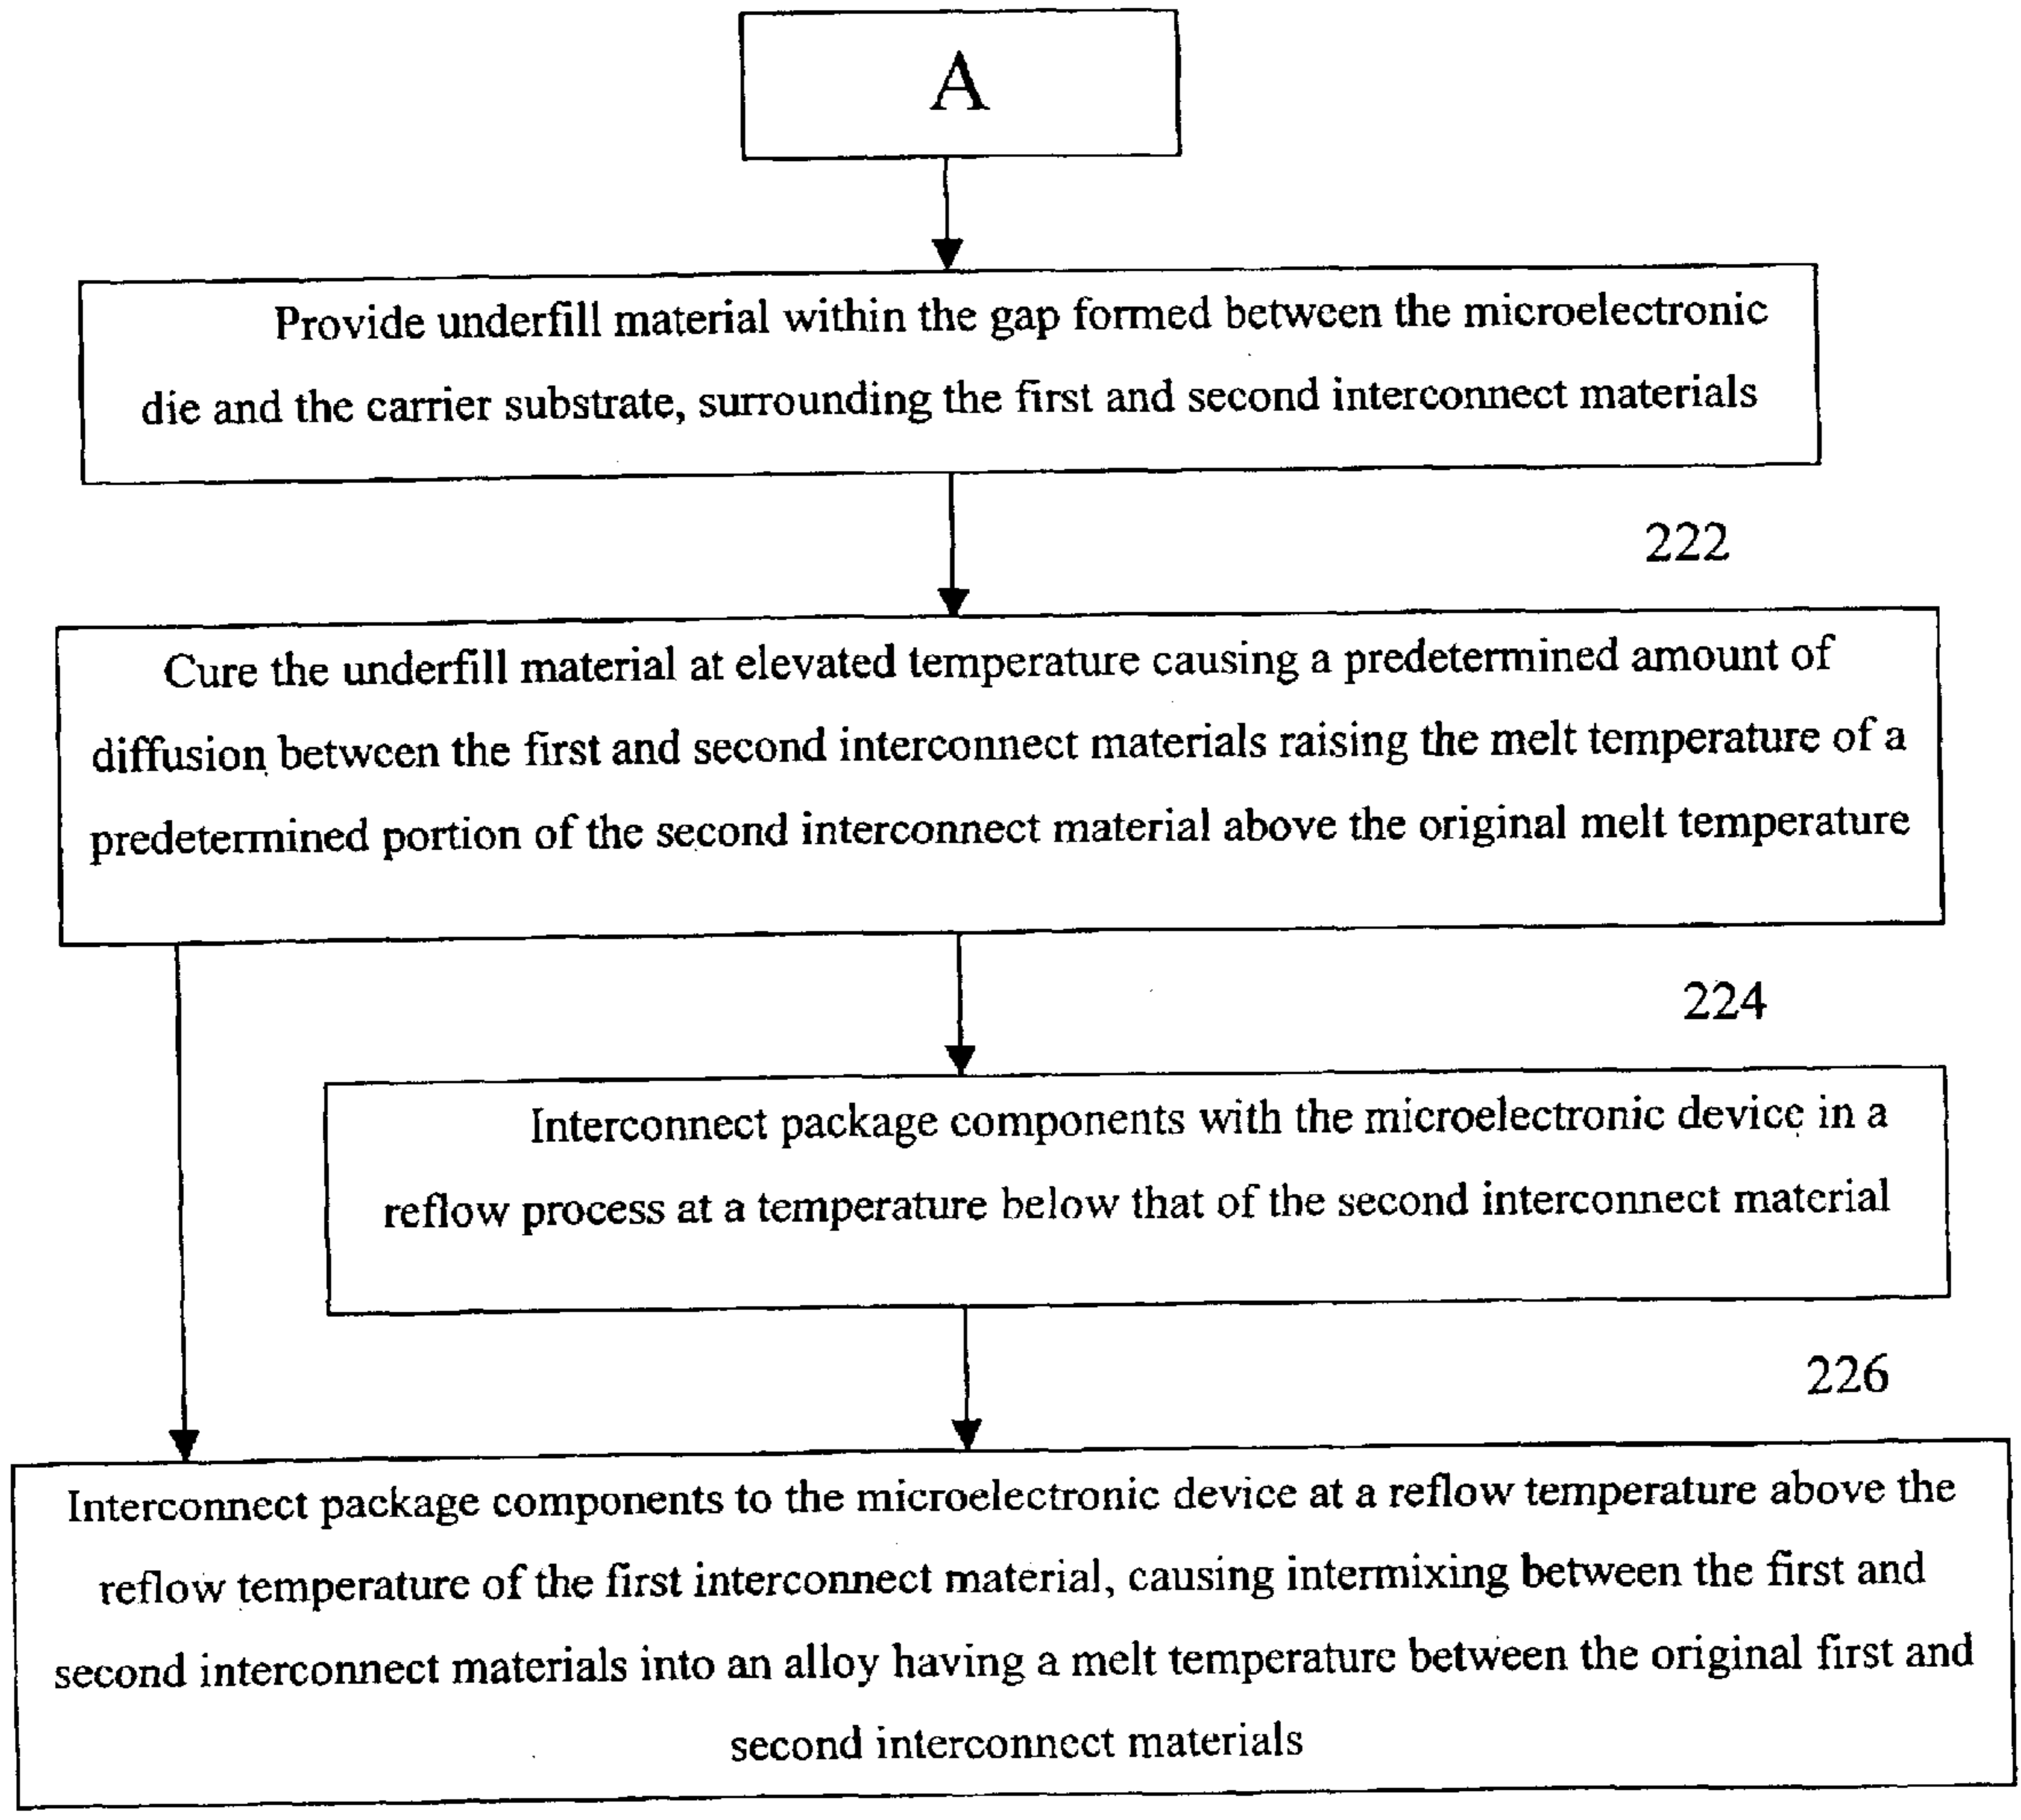 A
Provide underfill material within the gap formed between the microelectronic
die and the carrier substrate, surrounding the first and second interconnect materials
222
Cure the underfill material at elevated temperature causing a predetermined amount of
diffusion between the first and second interconnect materials raising the melt temperature of a
predetermined portion of the second interconnect material above the original melt temperature
224
Interconnect package components with the microelectronic device in a
reflow process at a temperature below that of the second interconnect material
226
Interconnect package components to the microelectronic device at a reflow temperature above the
reflow temperature of the first interconnect material, causing intermixing between the first and
second interconnect materials into an alloy having a melt temperature between the original first and
second interconnect materials